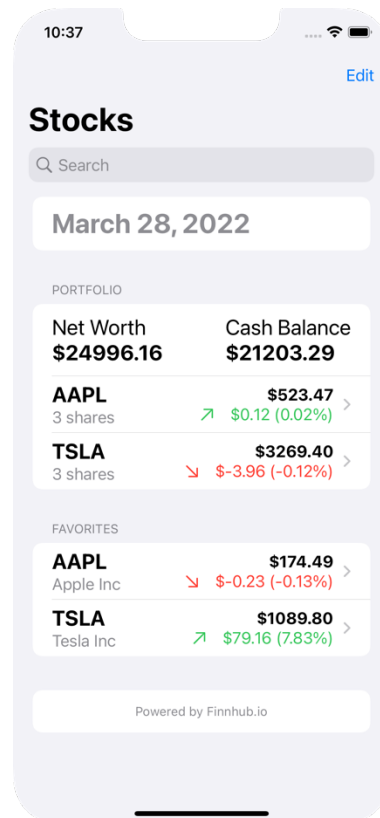 10:37
Edit
Stocks
Search
March 28, 2022
PORTFOLIO
Net Worth Cash Balance
$24996.16 $21203.29
AAPL $523.47
3 shares $0.12 (0.02%)
TSLA $3269.40
3 shares $-3.96 (-0.12%)
FAVORITES
AAPL $174.49
Apple Inc $-0.23 (-0.13%)
TSLA $1089.80
Tesla Inc $79.16 (7.83%)
Powered by Finnhub.io